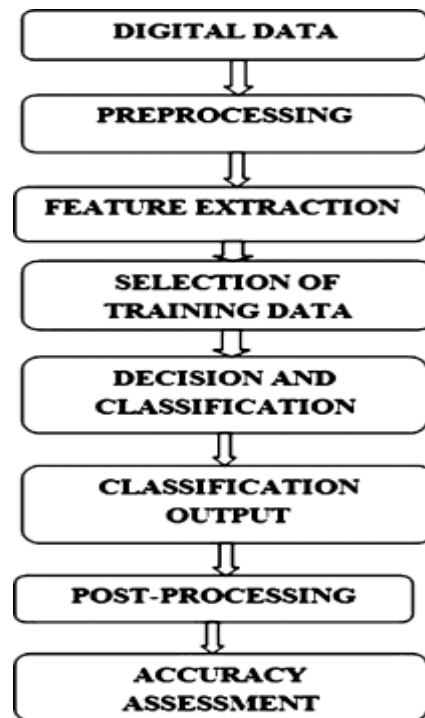 DIGITAL DATA
PREPROCESSING
FEATURE EXTRACTION
SELECTION OF
TRAINING DATA
DECISION AND
CLASSIFICATION
CLASSIFICATION
OUTPUT
POST-PROCESSING
ACCURACY
ASSESSMENT